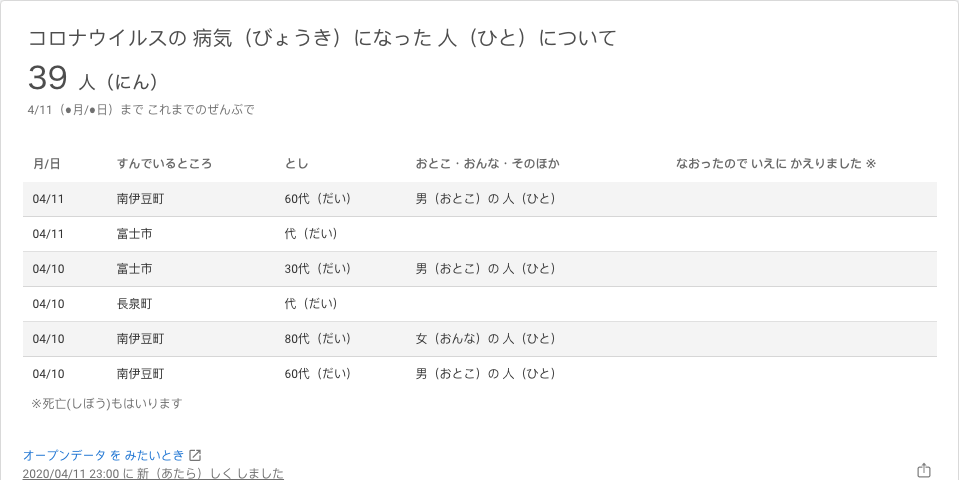 コロナウイルスの 病気（びょうき）になった 人（ひと）について
39 人（にん）
4/11（●月/●日）まで これまでのぜんぶで
月/日 すんでいるところ とし おとこ・おんな・そのほか なおったので いえに かえりました ※
04/11 南伊豆町 60代（だい） 男（おとこ）の 人（ひと）
04/11 富士市 代（だい）
04/10 富士市 30代（だい） 男（おとこ）の 人（ひと）
04/10 長泉町 代（だい）
04/10 南伊豆町 80代（だい） 女（おんな）の 人（ひと）
04/10 南伊豆町 60代（だい） 男（おとこ）の 人（ひと）
※死亡(しぼう)もはいります
オープンデータ を みたいとき
2020/04/11 23:00 に 新（あたら）しく しました